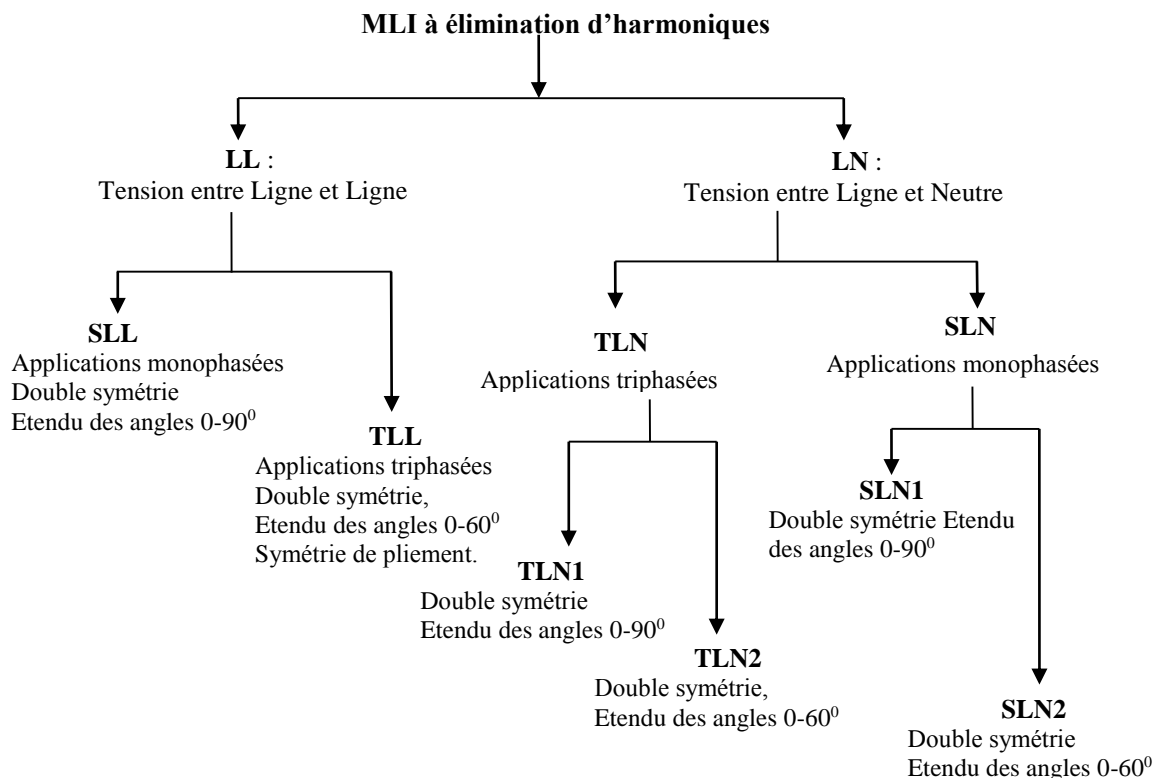 MLI à élimination d’harmoniques
LL :
Tension entre Ligne et Ligne
LN :
Tension entre Ligne et Neutre
SLL
Applications monophasées
Double symétrie
Etendu des angles 0-90⁰
TLL
Applications triphasées
Double symétrie,
Etendu des angles 0-60⁰
Symétrie de pliement.
TLN
Applications triphasées
SLN
Applications monophasées
TLN1
Double symétrie
Etendu des angles 0-90⁰
TLN2
Double symétrie,
Etendu des angles 0-60⁰
SLN1
Double symétrie Etendu
des angles 0-90⁰
SLN2
Double symétrie
Etendu des angles 0-60⁰